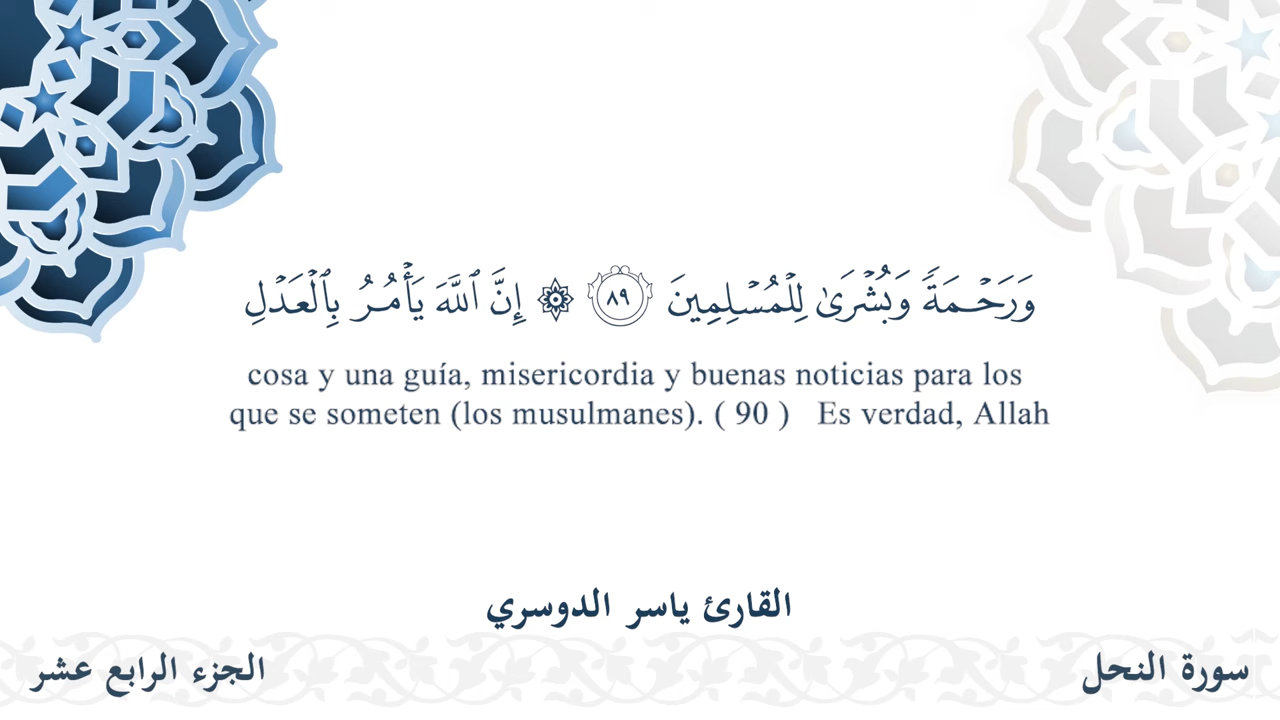 وَرَحْمَةً وَبُشْرَىٰ لِلْمُسْلِمِينَ ٨٩ ۞ إِنَّ ٱللَّهَ يَأْمُرُ بِٱلْعَدْلِ
cosa y una guía, misericordia y buenas noticias para los
que se someten (los musulmanes). ( 90 ) Es verdad, Allah
القارئ ياسر الدوسري
سورة النحل
الجزء الرابع عشر